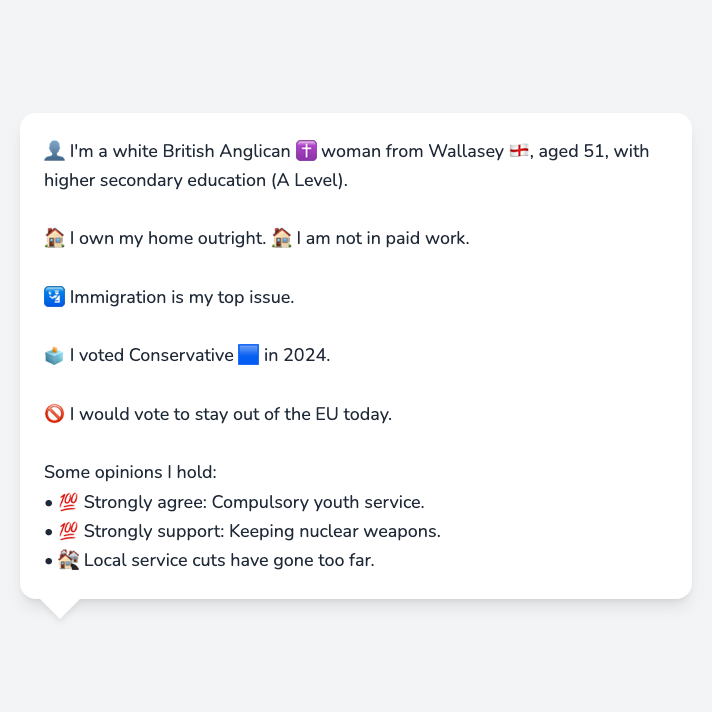 👤 I'm a white British Anglican ✝️ woman from Wallasey 🏴󠁧󠁢󠁥󠁮󠁧󠁿, aged 51, with
higher secondary education (A Level).
🏠 I own my home outright. 🏠 I am not in paid work.
🛂 Immigration is my top issue.
🗳️ I voted Conservative 🟦 in 2024.
🚫 I would vote to stay out of the EU today.
Some opinions I hold:
• 💯 Strongly agree: Compulsory youth service.
• 💯 Strongly support: Keeping nuclear weapons.
• 🏚️ Local service cuts have gone too far.